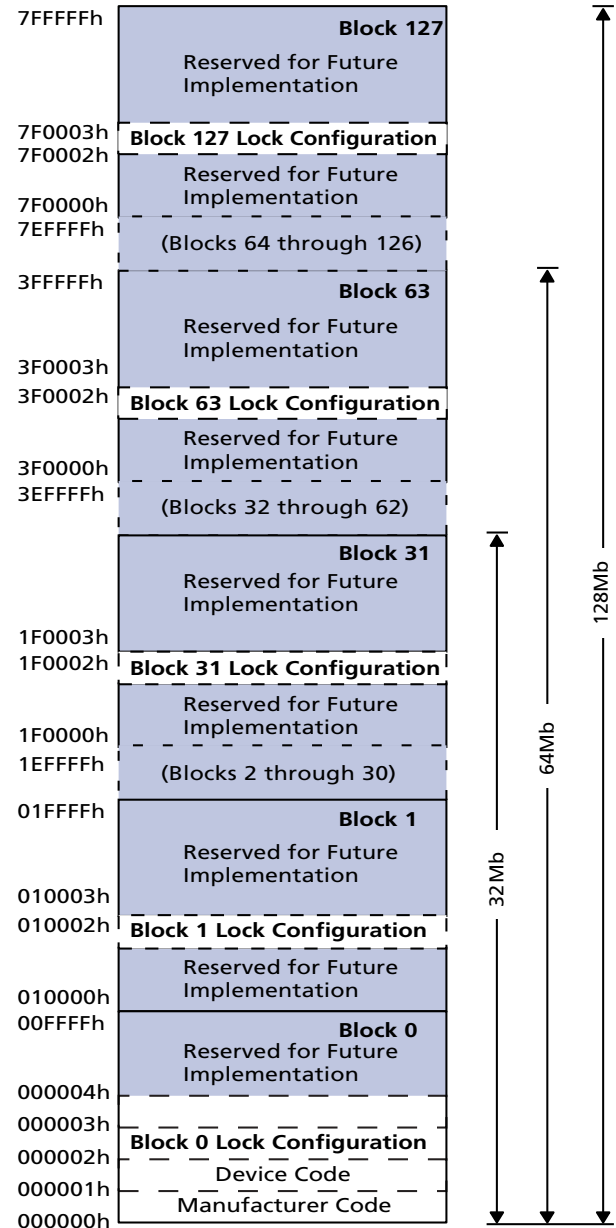 7FFFFFh
Block 127
Reserved for Future
Implementation
7F0003h
Block 127 Lock Configuration
7F0002h
Reserved for Future
Implementation
7F0000h
7EFFFFh
(Blocks 64 through 126)
3FFFFFh
Block 63
Reserved for Future
Implementation
3F0003h
3F0002h
Block 63 Lock Configuration
Reserved for Future
Implementation
3F0000h
3EFFFFh
(Blocks 32 through 62)
Block 31
Reserved for Future
Implementation
1F0003h
1F0002h
Block 31 Lock Configuration
Reserved for Future
Implementation
1F0000h
1EFFFFh
(Blocks 2 through 30)
01FFFFh
Block 1
Reserved for Future
Implementation
010003h
010002h
Block 1 Lock Configuration
Reserved for Future
Implementation
010000h
00FFFFh
Block 0
Reserved for Future
Implementation
000004h
000003h
Block 0 Lock Configuration
000002h
Device Code
000001h
Manufacturer Code
000000h
32Mb
64Mb
128Mb